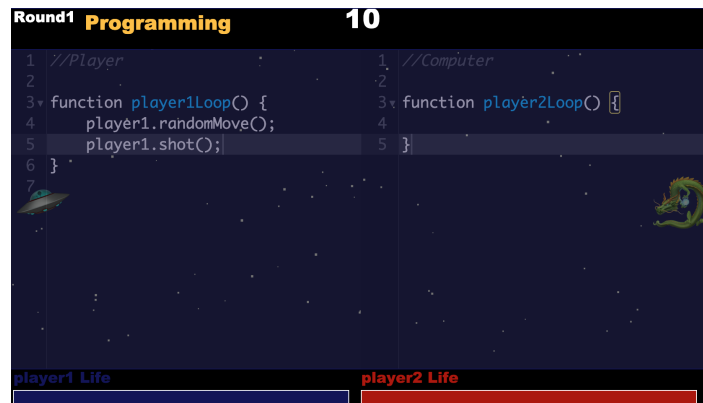 Round1 Programming 10
1 //Player
2
3 function player1Loop() {
4 player1.randomMove();
5 player1.shot();
6 }
7
1 //Computer
2
3 function player2Loop() {
4
5 }
player1 Life
player2 Life